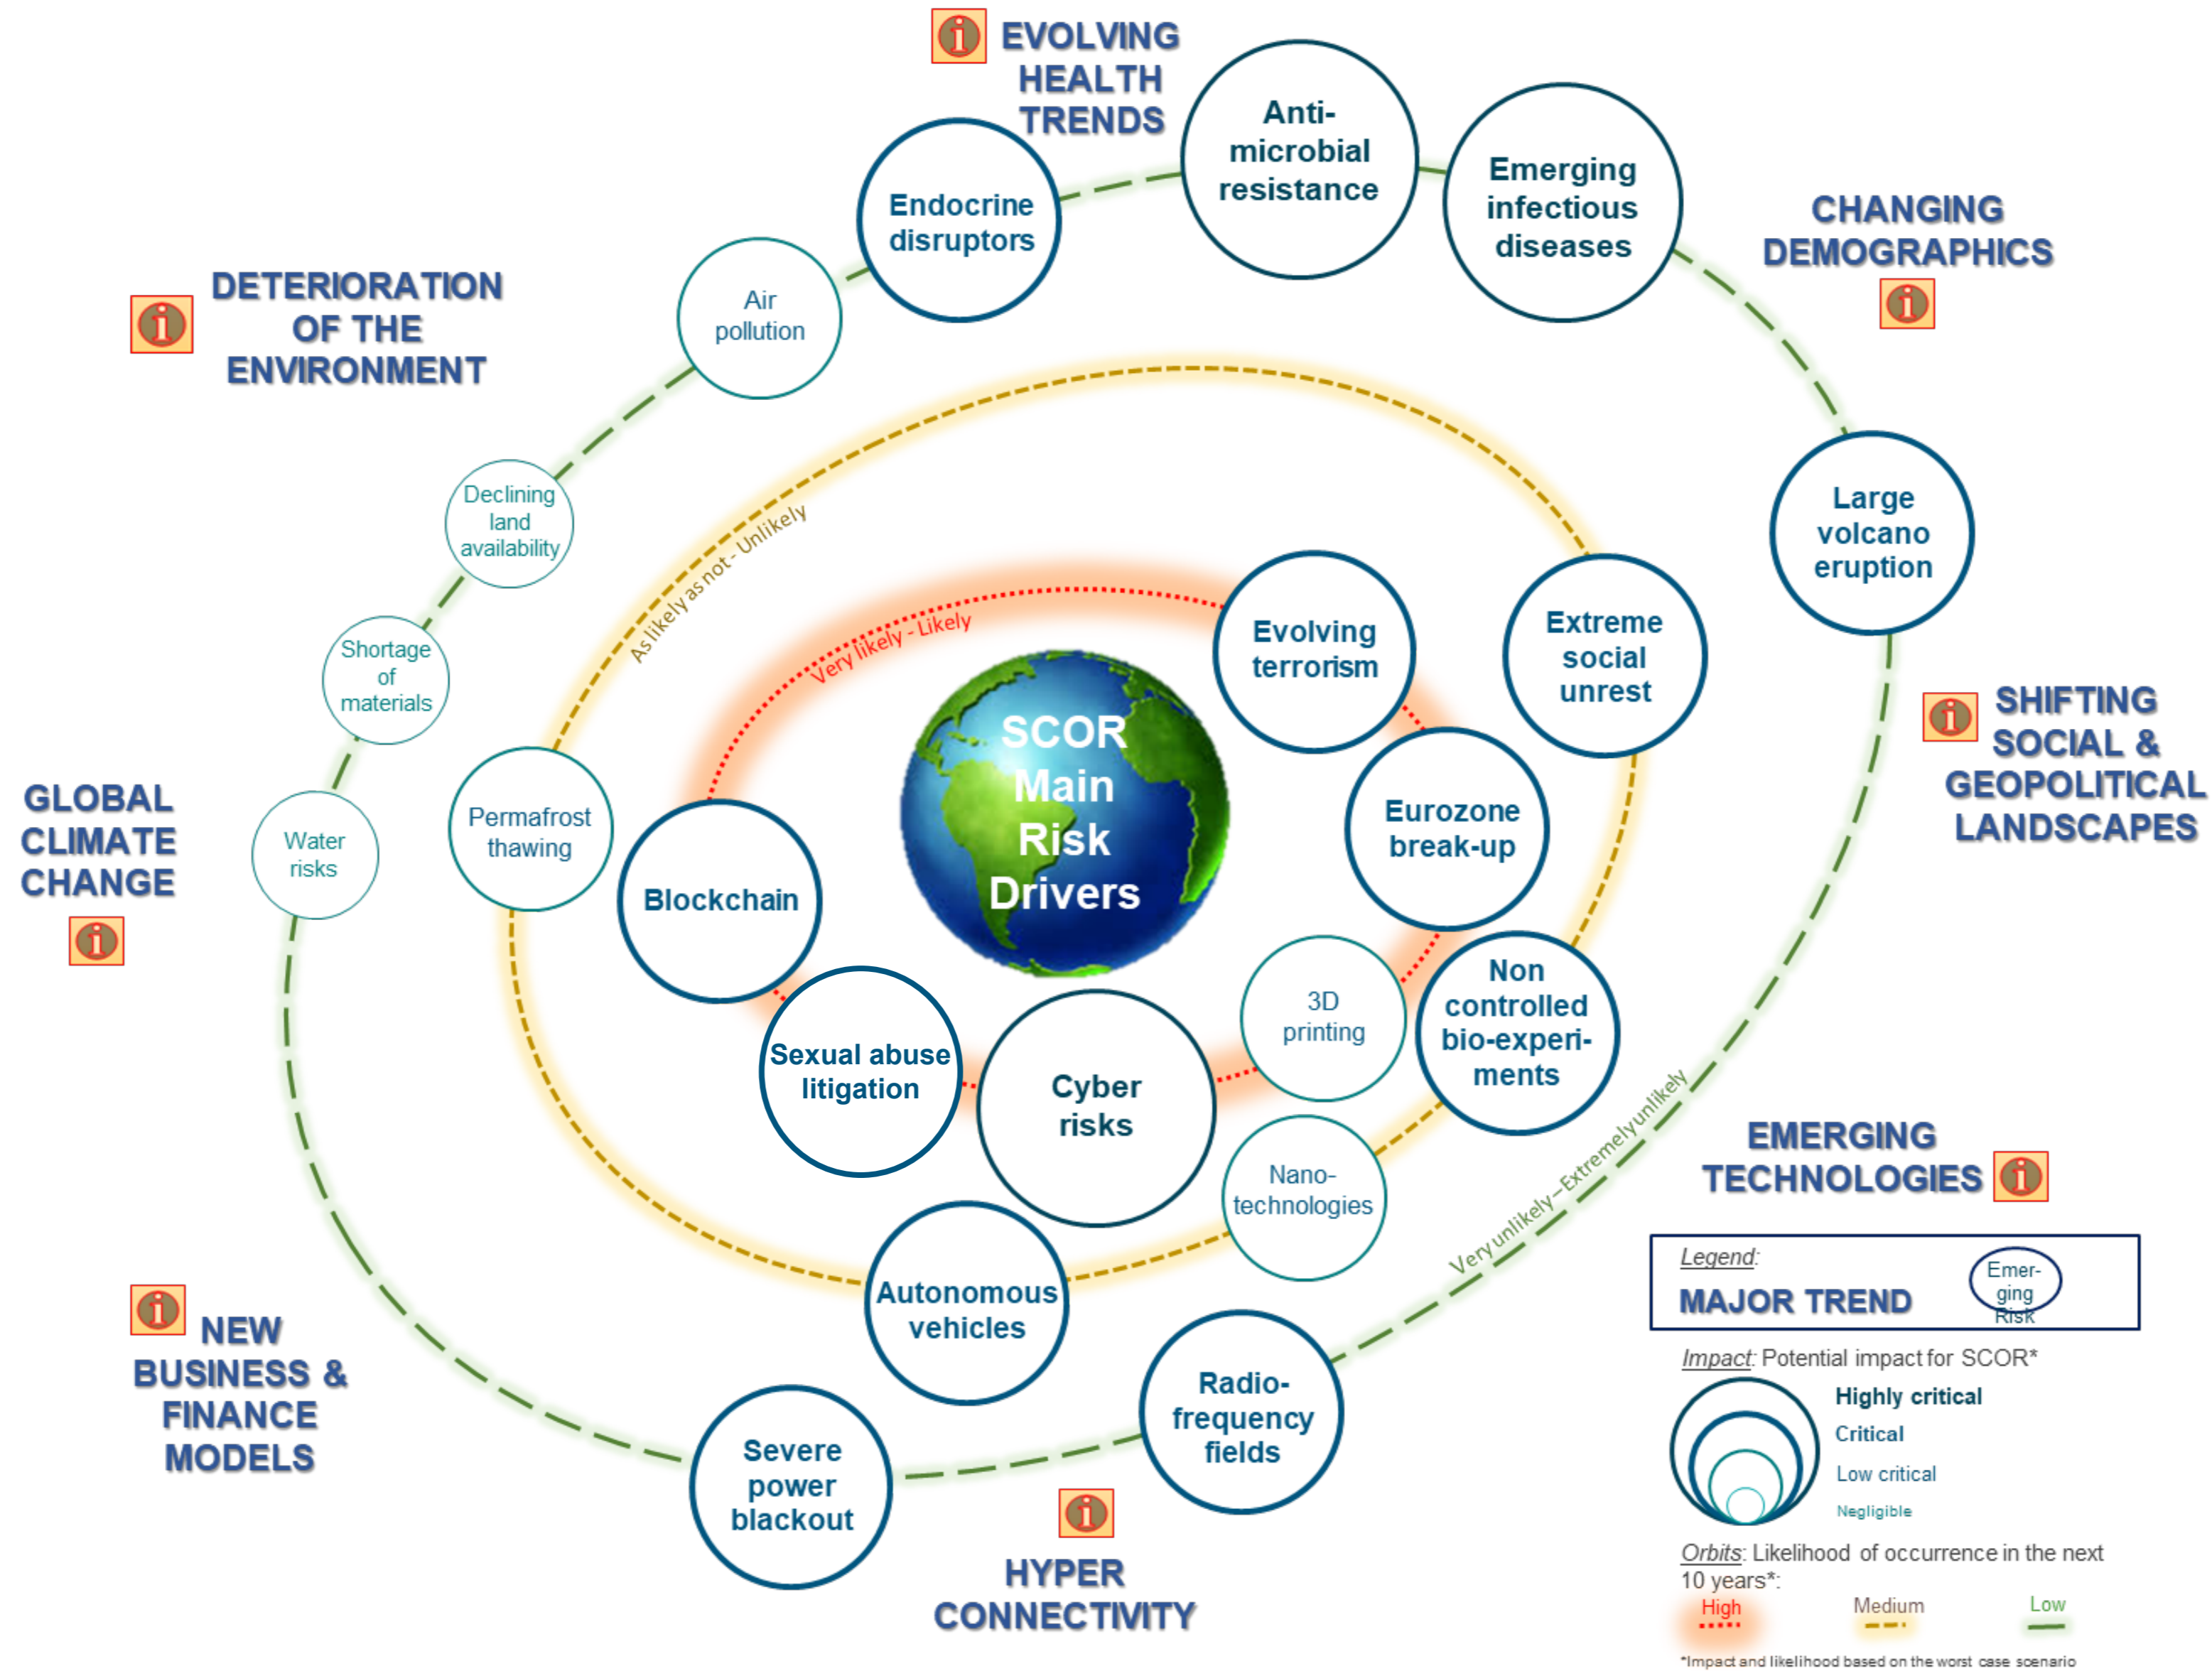 EVOLVING
HEALTH
TRENDS
Anti-
microbial
resistance
Emerging
infectious
diseases
Endocrine
disruptors
CHANGING
DEMOGRAPHICS
DETERIORATION
OF THE
ENVIRONMENT
Air
pollution
Declining
land
availability
Large
volcano
eruption
As likely as not - Unlikely
Very likely - Likely
Evolving
terrorism
Extreme
social
unrest
Shortage
of
materials
SCOR
Main
Risk
Drivers
SHIFTING
SOCIAL &
GEOPOLITICAL
LANDSCAPES
GLOBAL
CLIMATE
CHANGE
Water
risks
Permafrost
thawing
Blockchain
Eurozone
break-up
3D
printing
Non
controlled
bio-experi-
ments
Sexual abuse
litigation
Cyber
risks
Nano-
technologies
Very unlikely – Extremely unlikely
EMERGING
TECHNOLOGIES
Autonomous
vehicles
NEW
BUSINESS &
FINANCE
MODELS
Radio-
frequency
fields
Severe
power
blackout
HYPER
CONNECTIVITY
Legend:
MAJOR TREND
Emer-
ging
Risk
Impact: Potential impact for SCOR*
Highly critical
Critical
Low critical
Negligible
Orbits: Likelihood of occurrence in the next
10 years*:
High
Medium
Low
*Impact and likelihood based on the worst case scenario